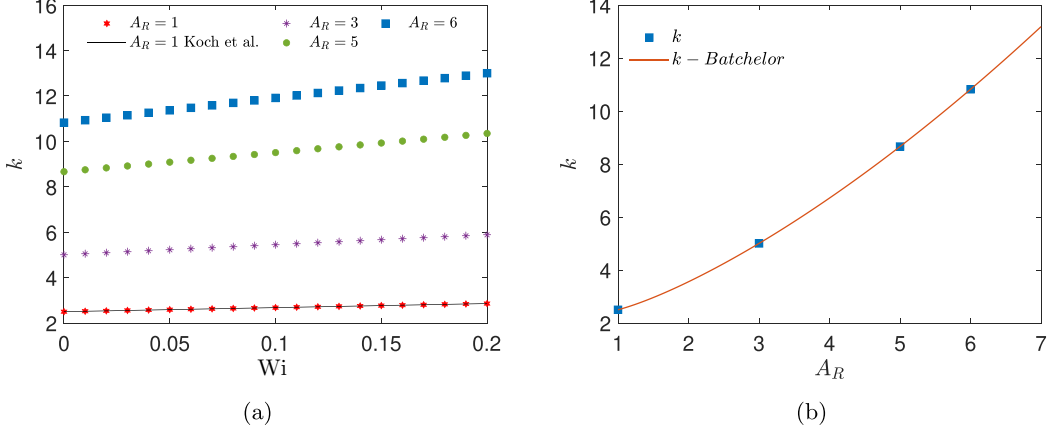 A_R = 1
A_R = 1 Koch et al.
A_R = 3
A_R = 5
A_R = 6
16
14
12
10
8
6
4
2
k
0
0.05
0.1
0.15
0.2
Wi
(a)
k
k − Batchelor
14
12
10
8
6
4
2
k
1
2
3
4
5
6
7
A_R
(b)